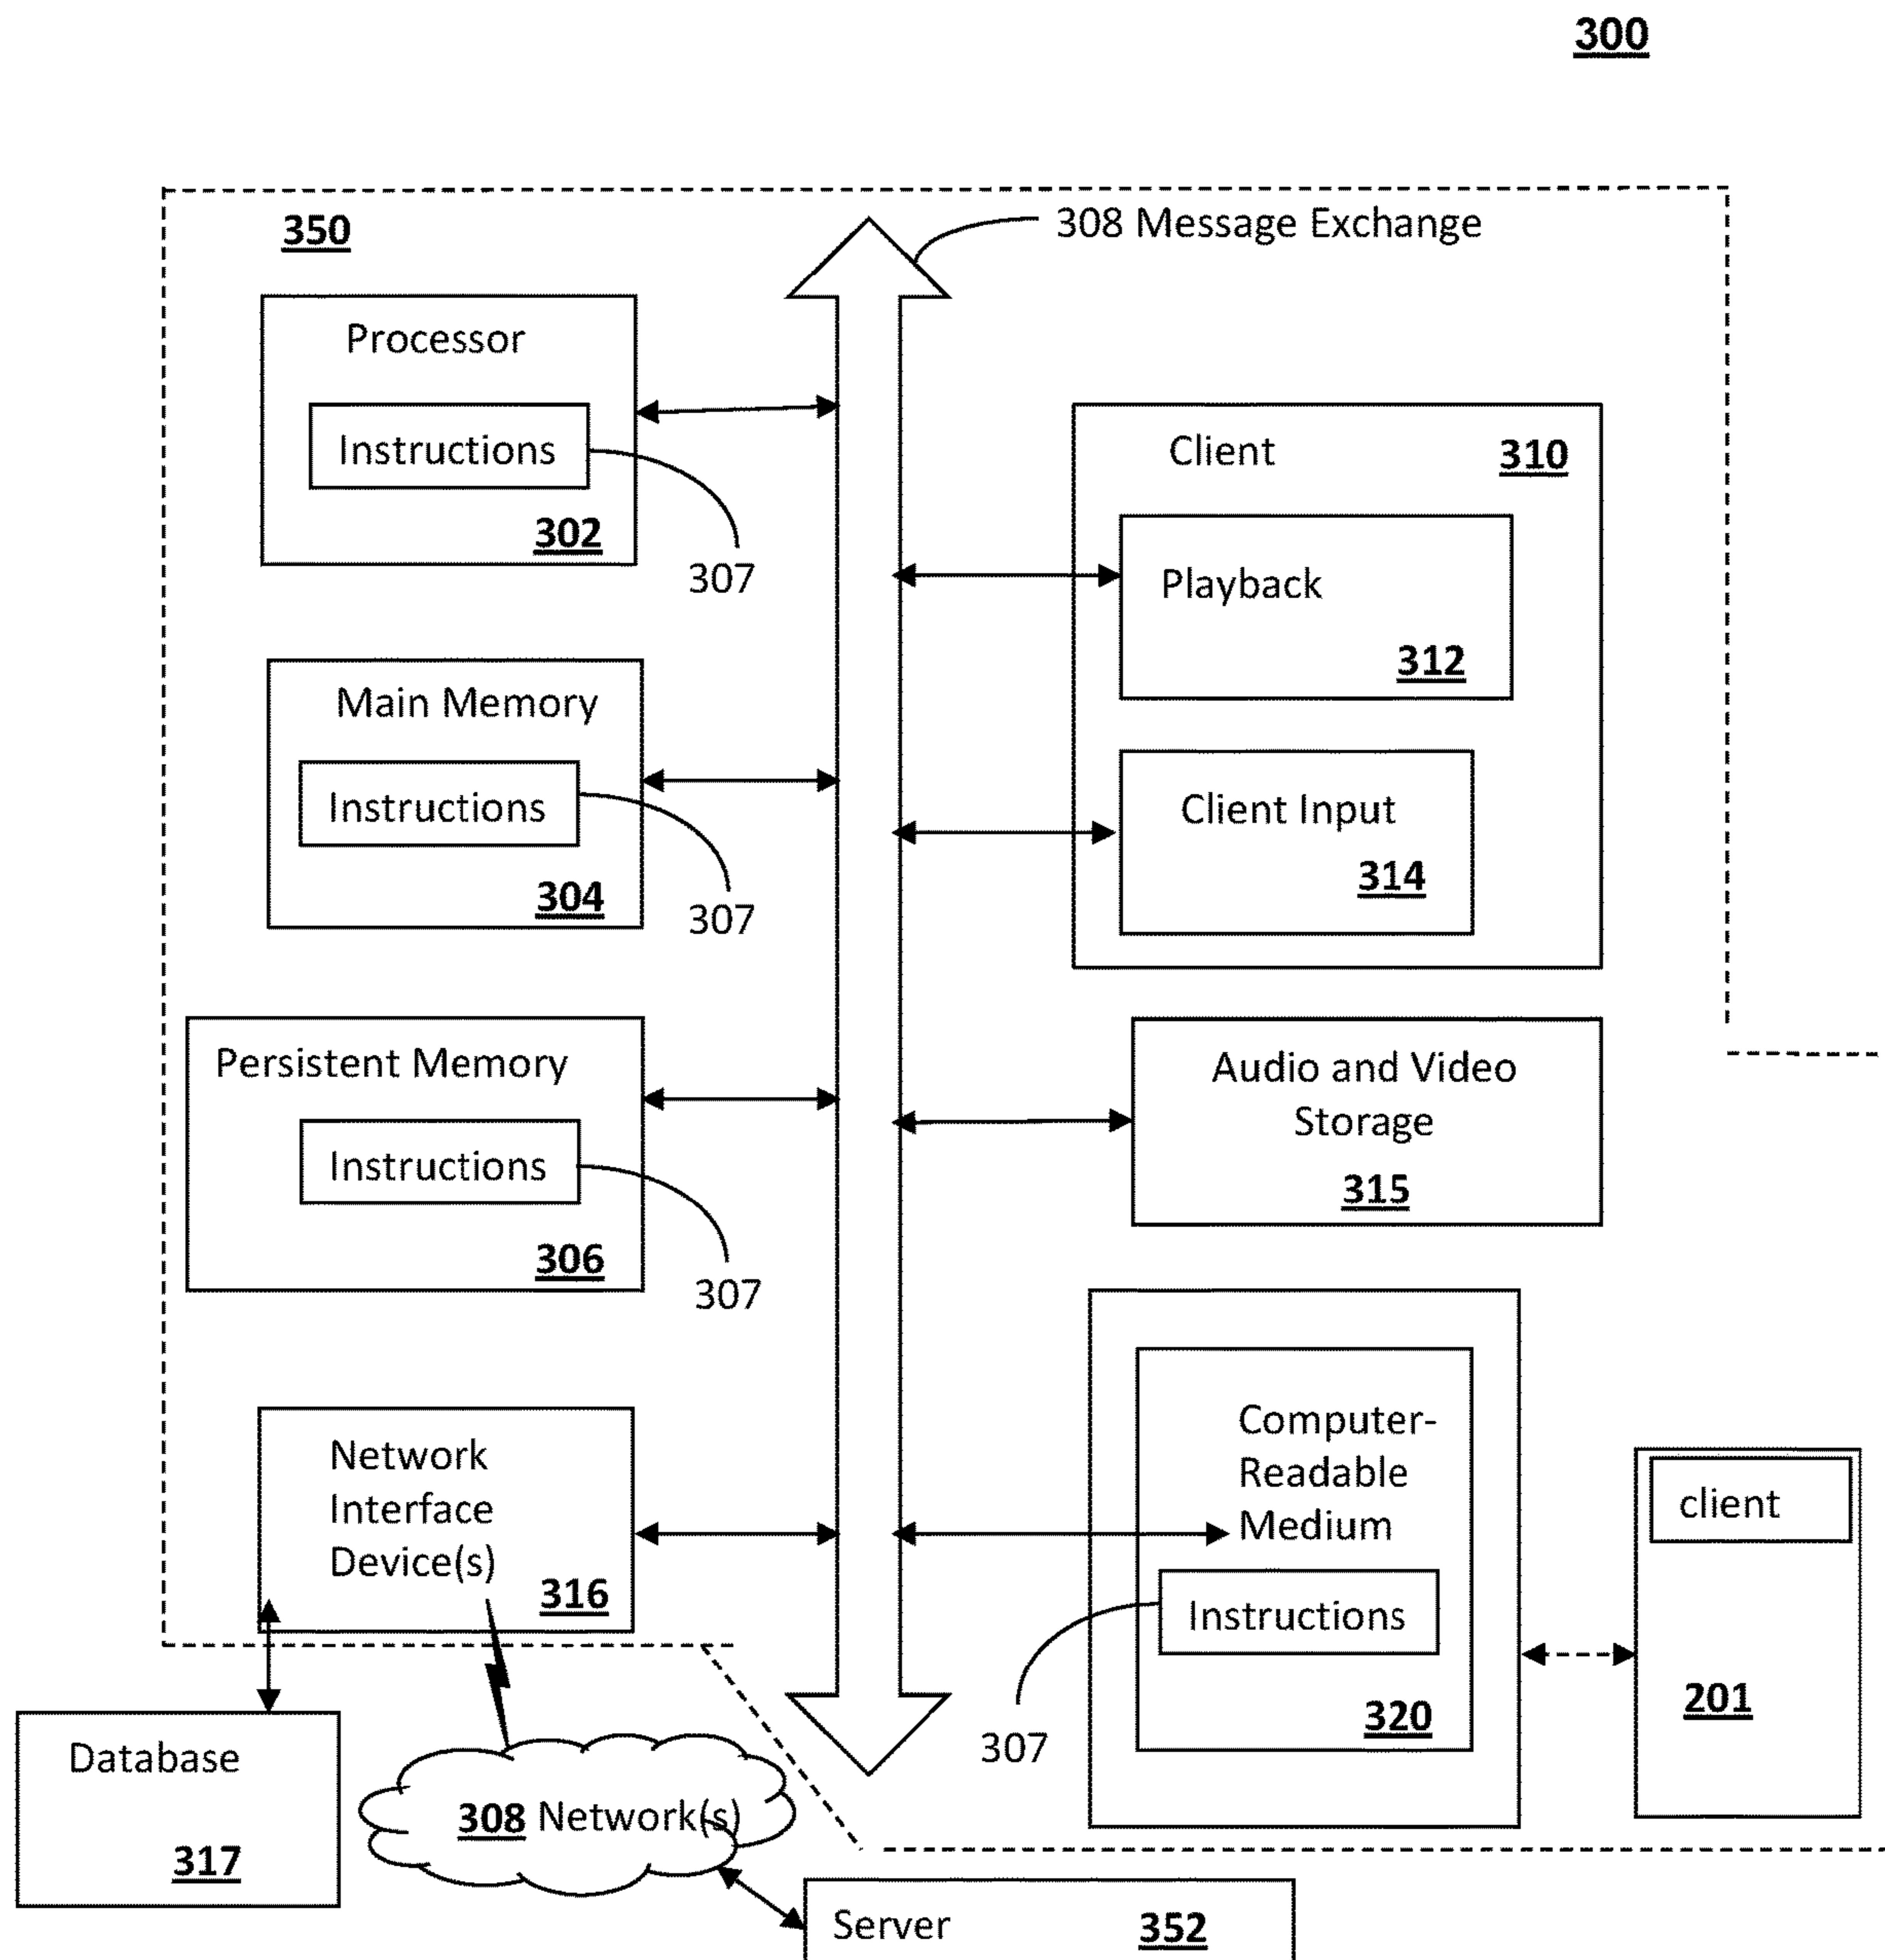 300
350
308 Message Exchange
Processor
Instructions
302
307
Client
310
Playback
312
Main Memory
Instructions
304
307
Client Input
314
Persistent Memory
Instructions
306
307
Audio and Video
Storage
315
Network
Interface
Device(s)
316
Computer-
Readable
Medium
Instructions
320
307
client
201
Database
317
308 Network(s)
Server
352